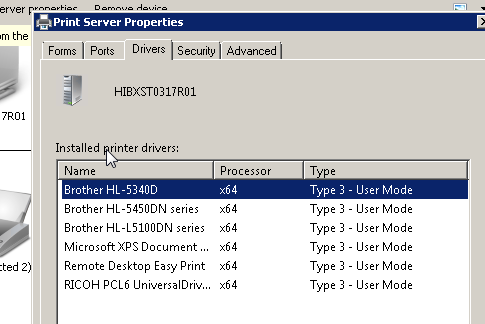 erver properties Remove device
Print Server Properties
om the
Forms Ports Drivers Security Advanced
HIBXST0317R01
7R01
Installed printer drivers:
Name Processor Type
Brother HL-5340D x64 Type 3 - User Mode
Brother HL-5450DN series x64 Type 3 - User Mode
Brother HL-L5100DN series x64 Type 3 - User Mode
Microsoft XPS Document ... x64 Type 3 - User Mode
cted 2)
Remote Desktop Easy Print x64 Type 3 - User Mode
RICOH PCL6 UniversalDriv... x64 Type 3 - User Mode